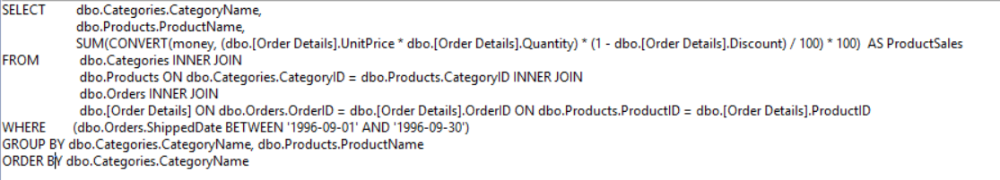 SELECT dbo.Categories.CategoryName,
dbo.Products.ProductName,
SUM(CONVERT(money, (dbo.[Order Details].UnitPrice * dbo.[Order Details].Quantity) * (1 - dbo.[Order Details].Discount) / 100) * 100) AS ProductSales
FROM dbo.Categories INNER JOIN
dbo.Products ON dbo.Categories.CategoryID = dbo.Products.CategoryID INNER JOIN
dbo.Orders INNER JOIN
dbo.[Order Details] ON dbo.Orders.OrderID = dbo.[Order Details].OrderID ON dbo.Products.ProductID = dbo.[Order Details].ProductID
WHERE (dbo.Orders.ShippedDate BETWEEN '1996-09-01' AND '1996-09-30')
GROUP BY dbo.Categories.CategoryName, dbo.Products.ProductName
ORDER BY dbo.Categories.CategoryName